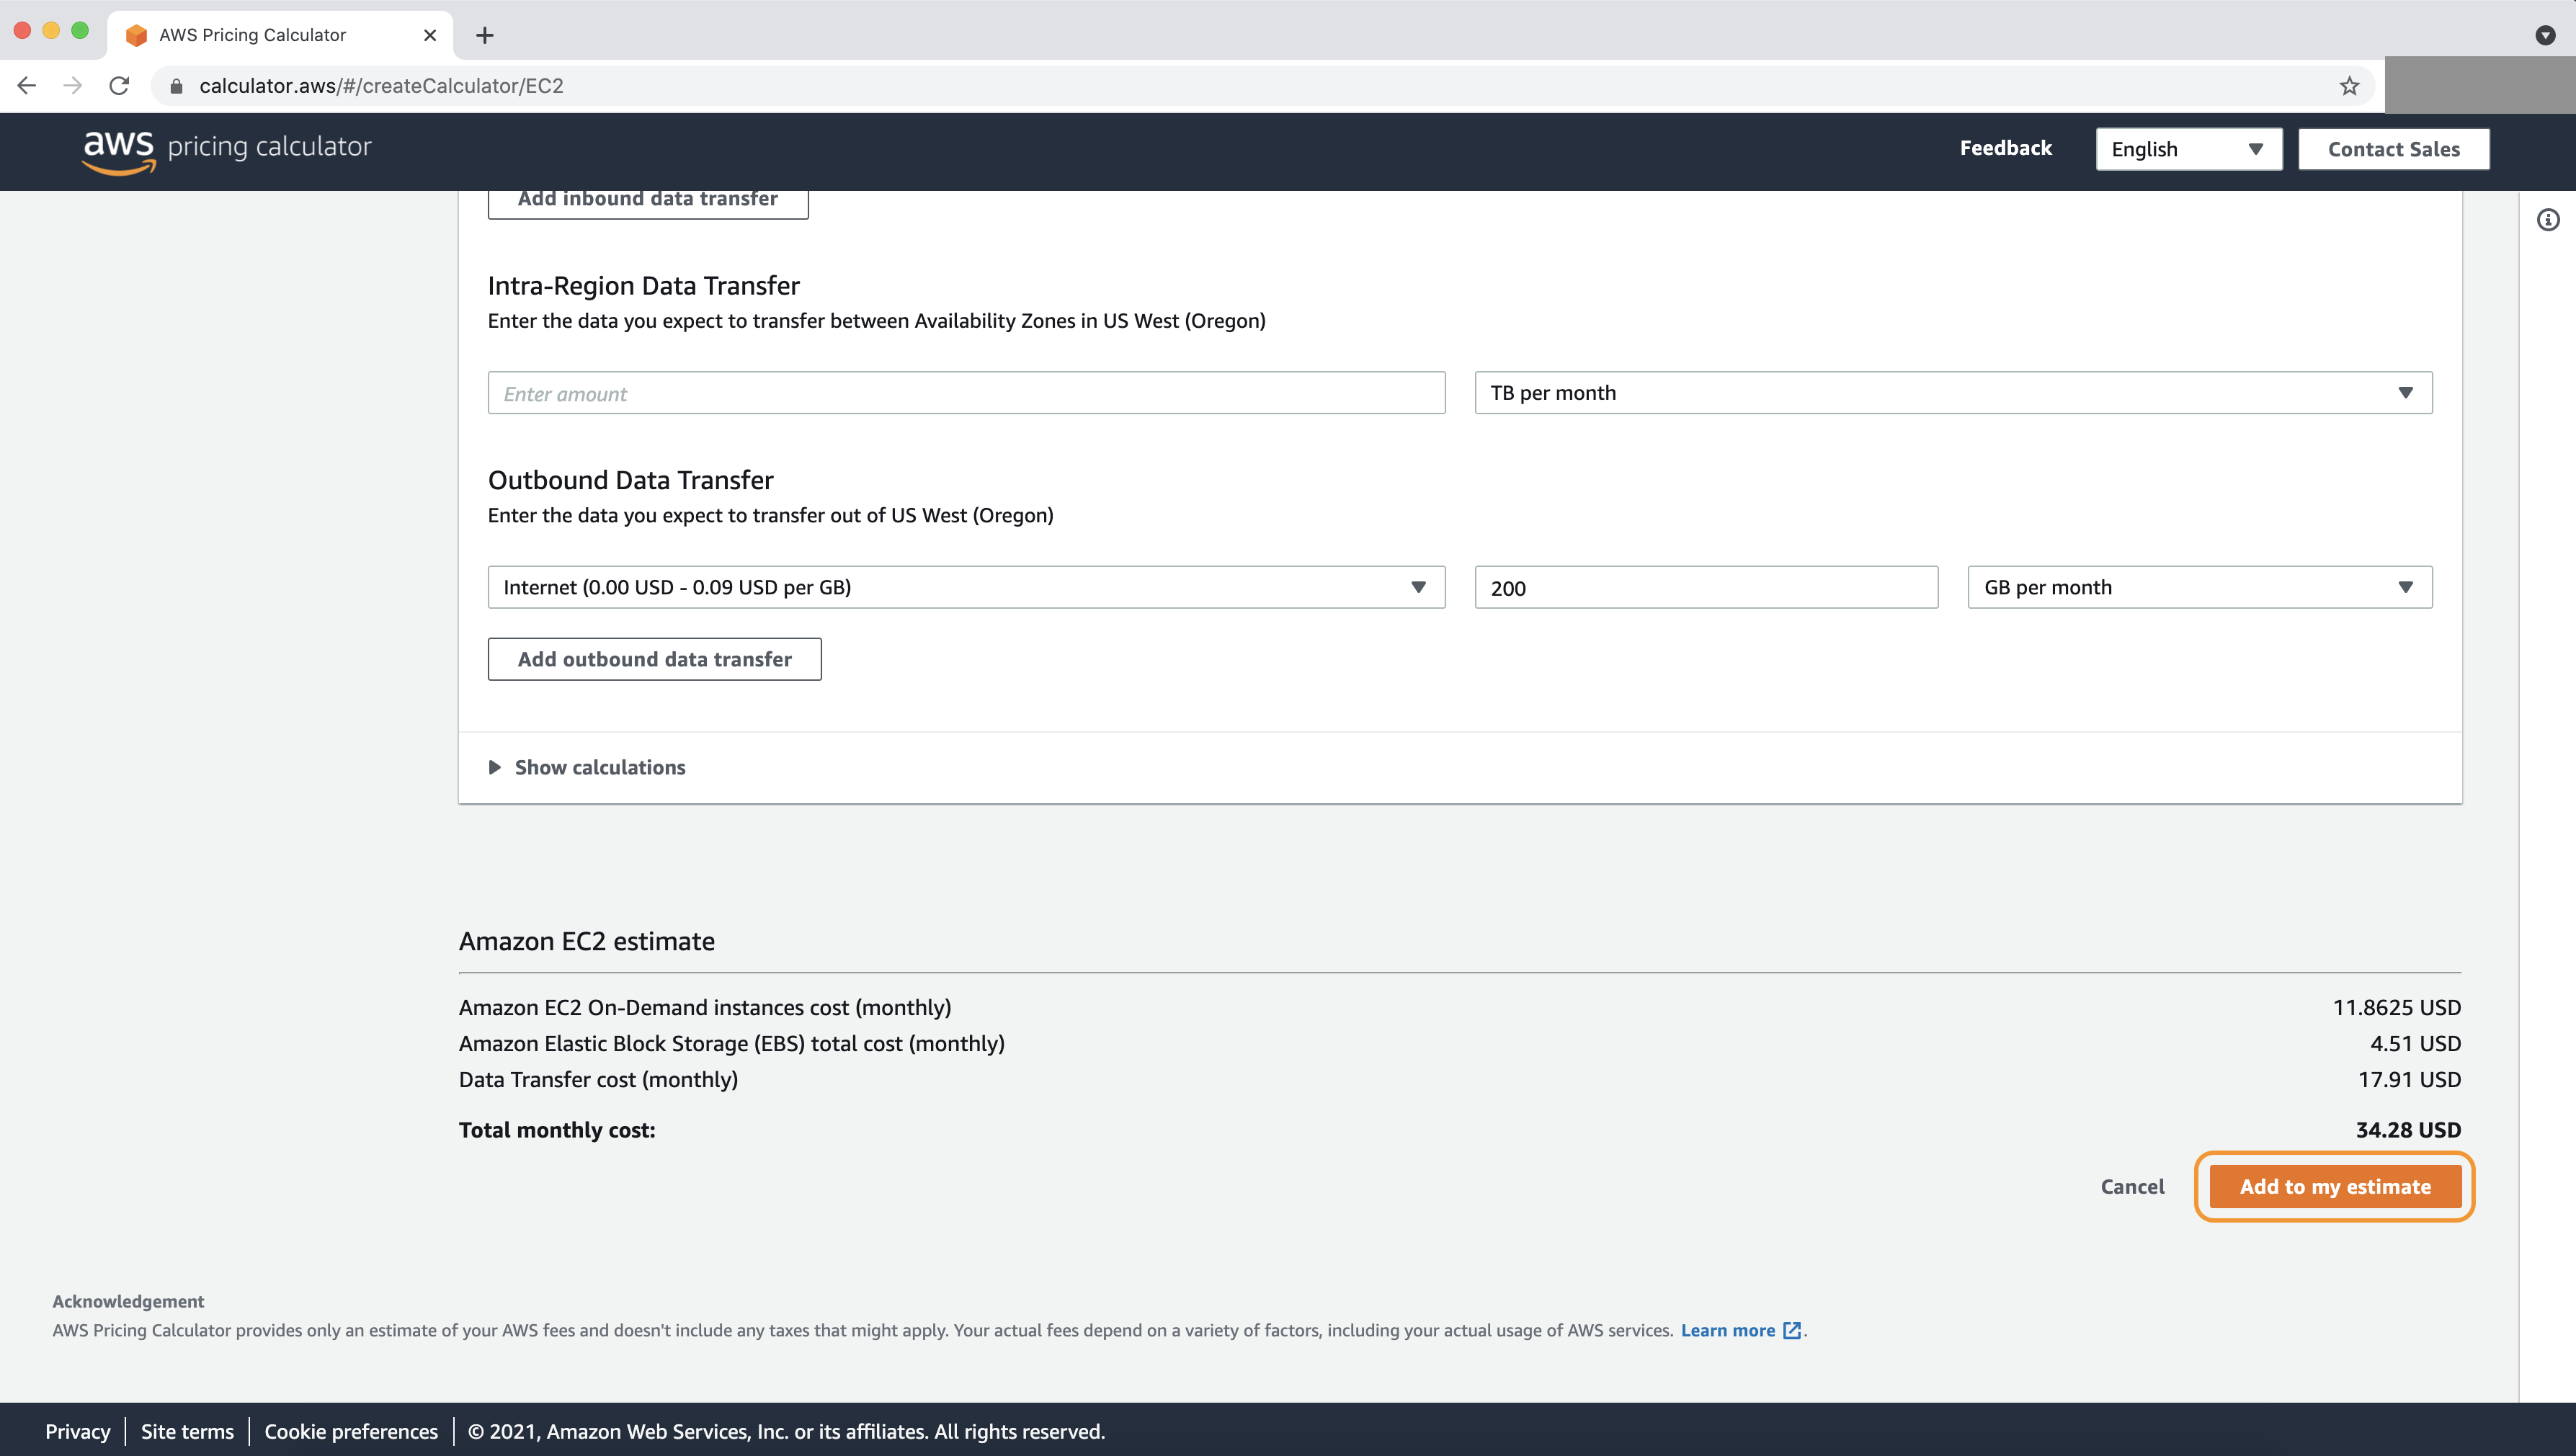 AWS Pricing Calculator
calculator.aws/#/createCalculator/EC2
aws pricing calculator
Feedback
English
Contact Sales
Add inbound data transfer
Intra-Region Data Transfer
Enter the data you expect to transfer between Availability Zones in US West (Oregon)
Enter amount
TB per month
Outbound Data Transfer
Enter the data you expect to transfer out of US West (Oregon)
Internet (0.00 USD - 0.09 USD per GB)
200
GB per month
Add outbound data transfer
Show calculations
Amazon EC2 estimate
Amazon EC2 On-Demand instances cost (monthly) 11.8625 USD
Amazon Elastic Block Storage (EBS) total cost (monthly) 4.51 USD
Data Transfer cost (monthly) 17.91 USD
Total monthly cost: 34.28 USD
Cancel
Add to my estimate
Acknowledgement
AWS Pricing Calculator provides only an estimate of your AWS fees and doesn't include any taxes that might apply. Your actual fees depend on a variety of factors, including your actual usage of AWS services. Learn more.
Privacy | Site terms | Cookie preferences | © 2021, Amazon Web Services, Inc. or its affiliates. All rights reserved.